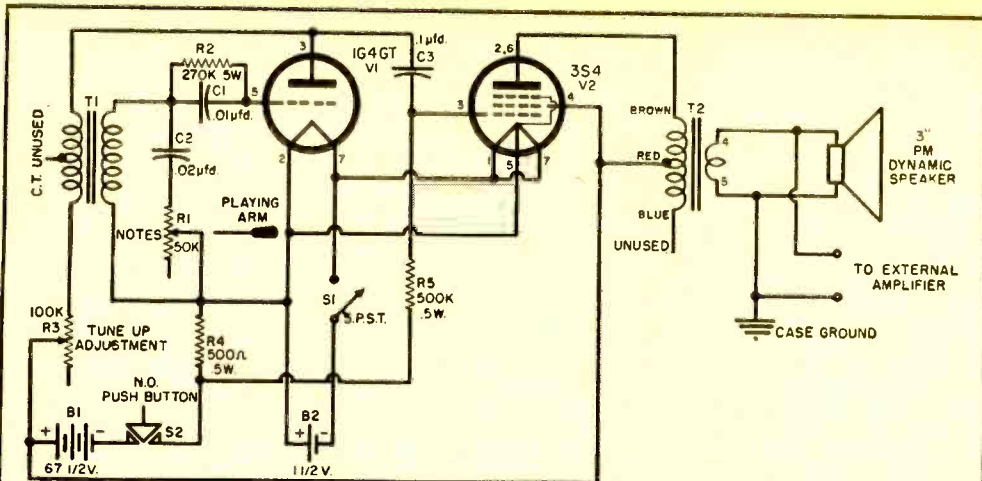 R2
270K 5W
C1
.01µfd.
5
3
1G4GT
V1
2
7
.1µfd.
C3
2,6
3S4
V2
3
4
1
5
7
C.T. UNUSED
T1
C2
.02µfd.
R1
NOTES
50K
PLAYING
ARM
S1
S.P.S.T.
R5
500K
.5W.
BROWN
T2
RED
BLUE
UNUSED
4
5
3"
PM
DYNAMIC
SPEAKER
TO EXTERNAL
AMPLIFIER
CASE GROUND
100K
R3
TUNE UP
ADJUSTMENT
R4
500Ω
.5W
N.O.
PUSH BUTTON
B1
+
-
S2
67 1/2V.
B2
+
-
1 1/2 V.